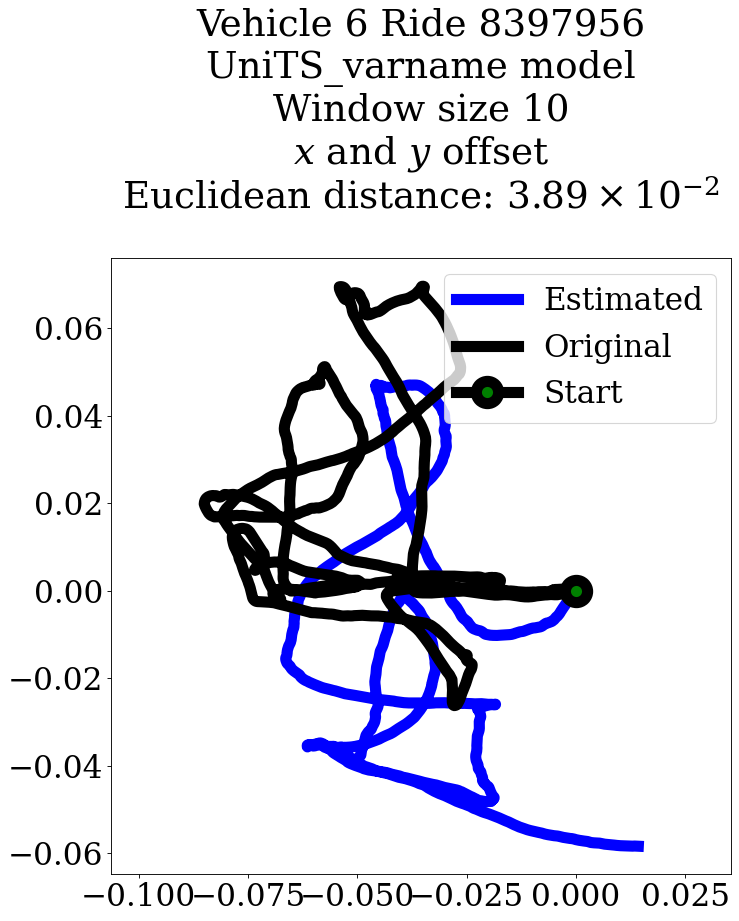 Vehicle 6 Ride 8397956
UniTS_varname model
Window size 10
x and y offset
Euclidean distance: 3.89 × 10⁻²
Estimated
Original
Start
0.06
0.04
0.02
0.00
−0.02
−0.04
−0.06
−0.100 −0.075 −0.050 −0.025 0.000 0.025